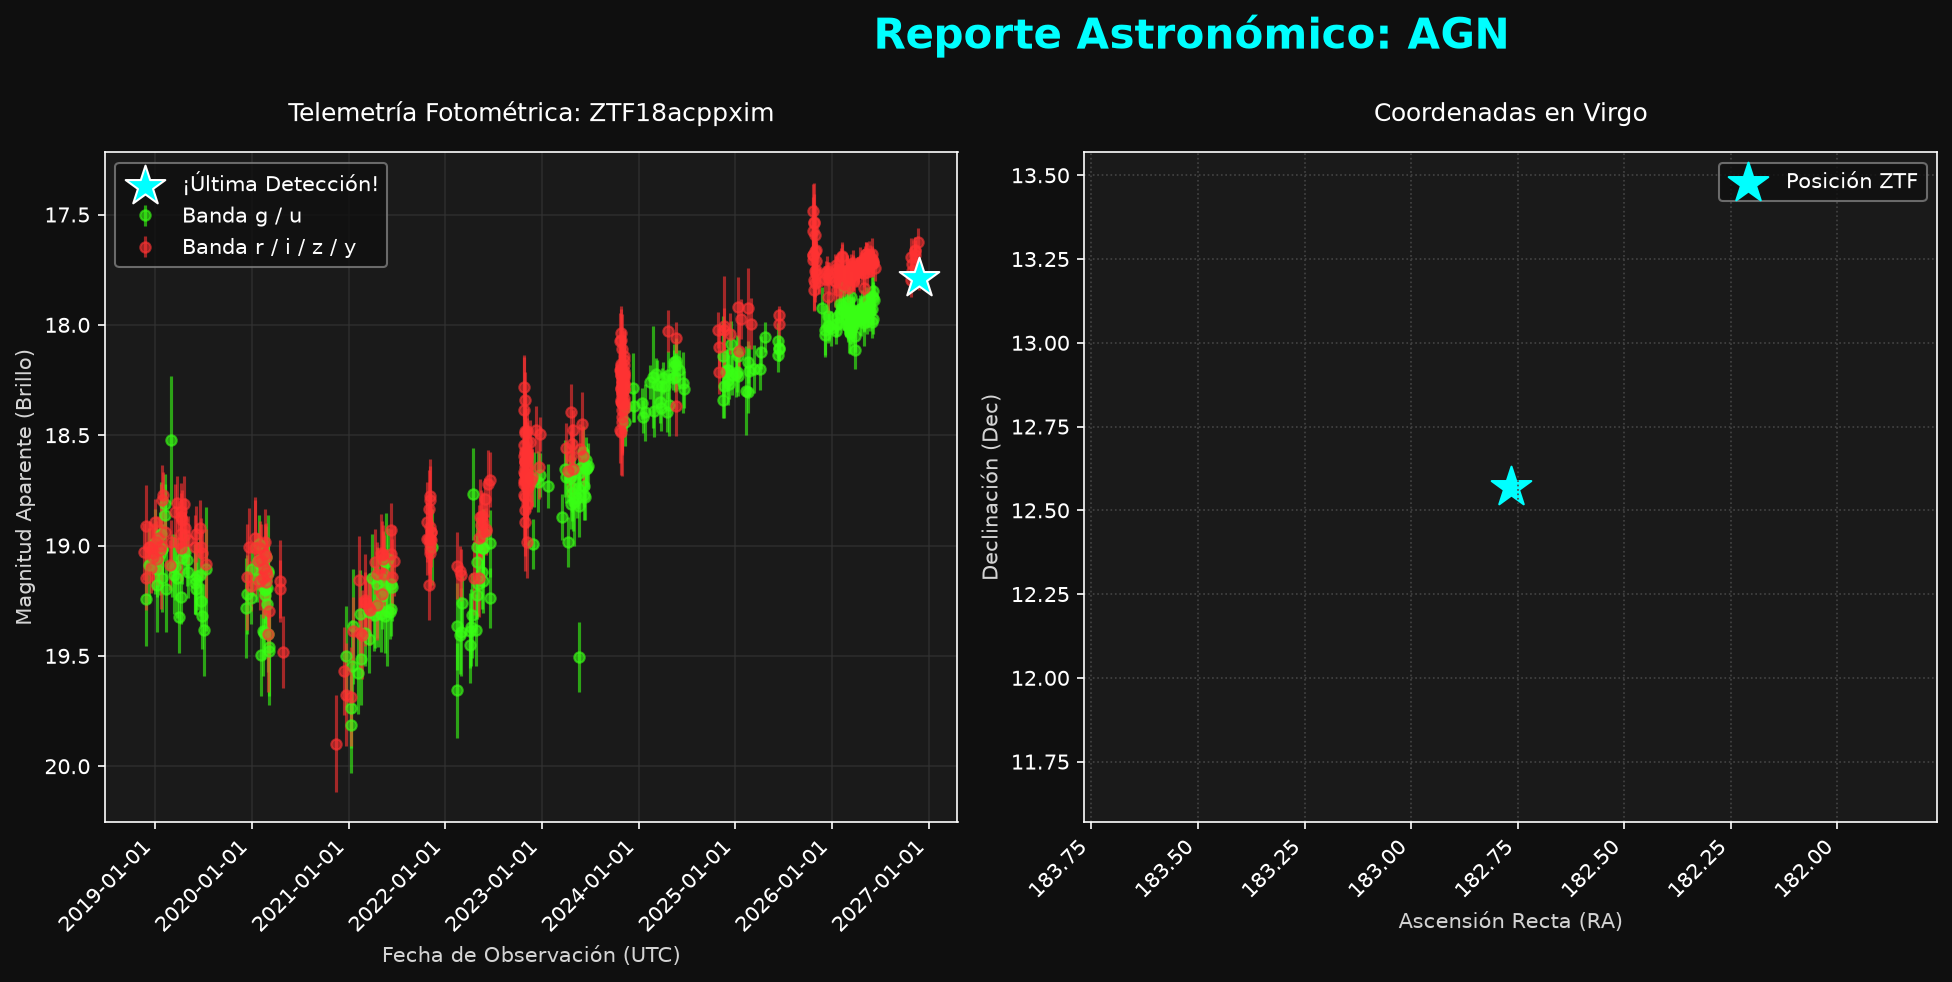 Reporte Astronómico: AGN
Telemetría Fotométrica: ZTF18acppxim
¡Última Detección!
Banda g / u
Banda r / i / z / y
Magnitud Aparente (Brillo)
17.5
18.0
18.5
19.0
19.5
20.0
2019-01-01
2020-01-01
2021-01-01
2022-01-01
2023-01-01
2024-01-01
2025-01-01
2026-01-01
2027-01-01
Fecha de Observación (UTC)
Coordenadas en Virgo
Posición ZTF
Declinación (Dec)
13.50
13.25
13.00
12.75
12.50
12.25
12.00
11.75
183.75
183.50
183.25
183.00
182.75
182.50
182.25
182.00
Ascensión Recta (RA)